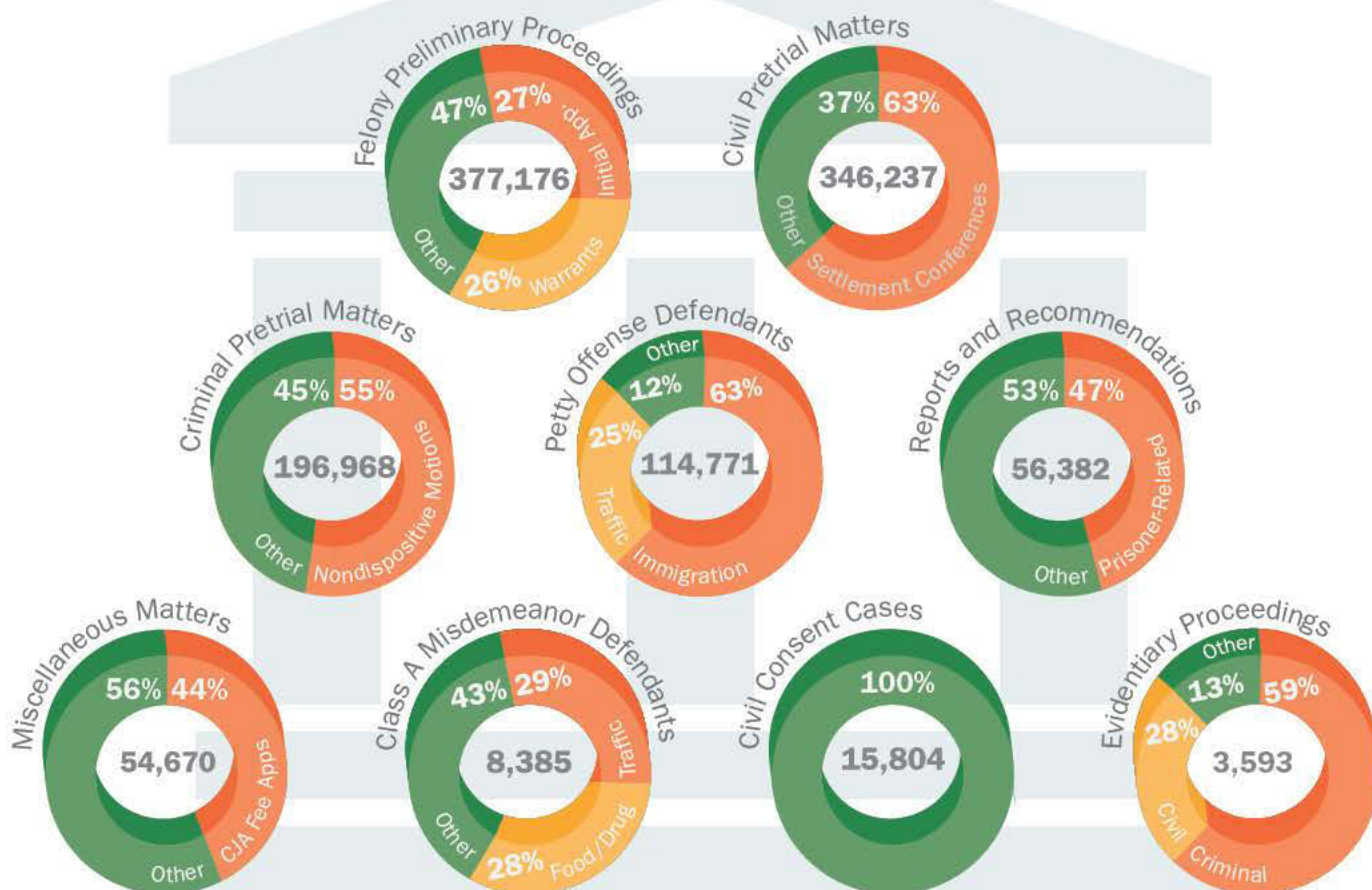 Felony Preliminary Proceedings
47% 27%
Initial App.
377,176
Other
26% Warrants
Civil Pretrial Matters
37% 63%
346,237
Other
Settlement Conferences
Criminal Pretrial Matters
45% 55%
196,968
Other
Nondispositive Motions
Petty Offense Defendants
Other
12% 63%
25%
114,771
Traffic
Immigration
Reports and Recommendations
53% 47%
56,382
Prisoner-Related
Other
Miscellaneous Matters
56% 44%
54,670
CJA Fee Apps
Other
Class A Misdemeanor Defendants
43% 29%
Traffic
8,385
Other
28% Food/Drug
Civil Consent Cases
100%
15,804
Evidentiary Proceedings
Other
13% 59%
28%
3,593
Civil
Criminal